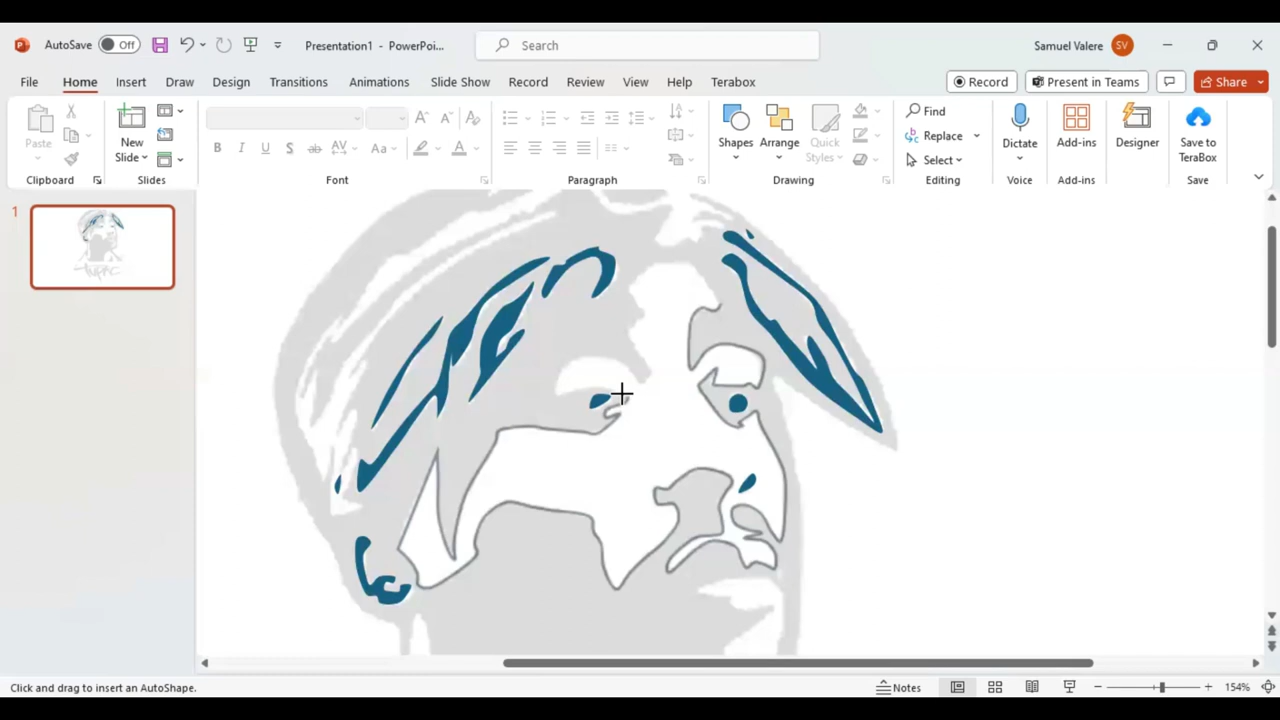 AutoSave Off Presentation1 - PowerPoi... Search Samuel Valere SV
File Home Insert Draw Design Transitions Animations Slide Show Record Review View Help Terabox Record Present in Teams Share
Paste New Slide B I U S ab AV Aa A A A A Shapes Arrange Quick Styles Find Replace Select Dictate Add-ins Designer Save to TeraBox
Clipboard Slides Font Paragraph Drawing Editing Voice Add-ins Save
1
Click and drag to insert an AutoShape. Notes 154%